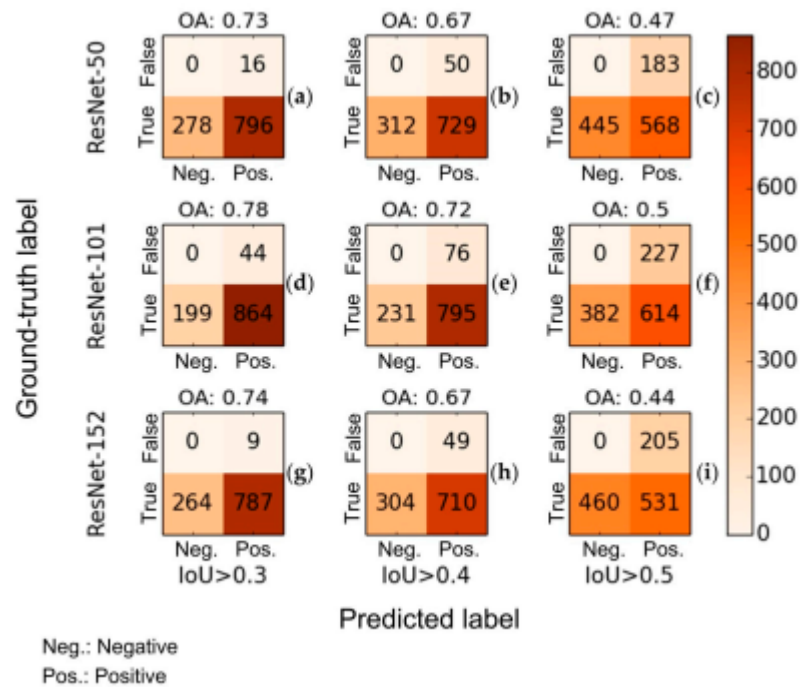 OA: 0.73 OA: 0.67 OA: 0.47
ResNet-50
False 0 16 False 0 50 False 0 183 800
(a) (b) (c)
True 278 796 True 312 729 True 445 568 700
Neg. Pos. Neg. Pos. Neg. Pos. 600
OA: 0.78 OA: 0.72 OA: 0.5
Ground-truth label
ResNet-101
False 0 44 False 0 76 False 0 227 500
(d) (e) (f)
True 199 864 True 231 795 True 382 614 400
Neg. Pos. Neg. Pos. Neg. Pos. 300
OA: 0.74 OA: 0.67 OA: 0.44
ResNet-152
False 0 9 False 0 49 False 0 205 200
(g) (h) (i)
True 264 787 True 304 710 True 460 531 100
0
Neg. Pos. Neg. Pos. Neg. Pos.
IoU>0.3 IoU>0.4 IoU>0.5
Predicted label
Neg.: Negative
Pos.: Positive